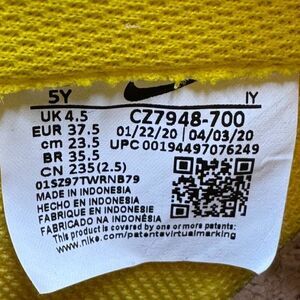 5Y IY
UK 4.5 CZ7948-700
EUR 37.5 01/22/20 | 04/03/20
cm 23.5 UPC 00194497076249
BR 35.5
CN 235(2.5)
01SZ97TWRNB79
MADE IN INDONESIA
HECHO EN INDONESIA
FABRIQUE EN INDONESIE
FABRICADO NA INDONÉSIA
This product is covered by one or more patents:
www.nike.com/patentsvirtualmarking